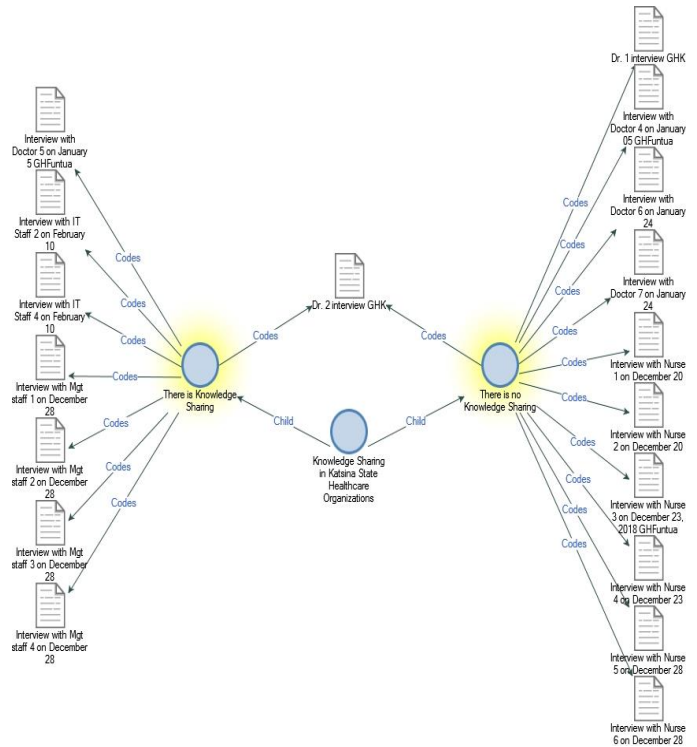 Interview with
Doctor 5 on January
5 GHFuntua
Interview with IT
Staff 2 on February
10
Interview with IT
Staff 4 on February
10
Interview with Mgt
staff 1 on December
28
Interview with Mgt
staff 2 on December
28
Interview with Mgt
staff 3 on December
28
Interview with Mgt
staff 4 on December
28
Codes
Codes
Codes
Codes
Codes
Codes
Codes
There is Knowledge
Sharing
Codes
Dr. 2 interview GHK
Codes
Child
Child
Knowledge Sharing
in Katsina State
Healthcare
Organizations
There is no
Knowledge Sharing
Codes
Codes
Codes
Codes
Codes
Codes
Codes
Codes
Codes
Codes
Dr. 1 interview GHK
Interview with
Doctor 4 on January
05 GHFuntua
Interview with
Doctor 6 on January
24
Interview with
Doctor 7 on January
24
Interview with Nurse
1 on December 20
Interview with Nurse
2 on December 20
Interview with Nurse
3 on December 23,
2018 GHFuntua
Interview with Nurse
4 on December 23
Interview with Nurse
5 on December 28
Interview with Nurse
6 on December 28